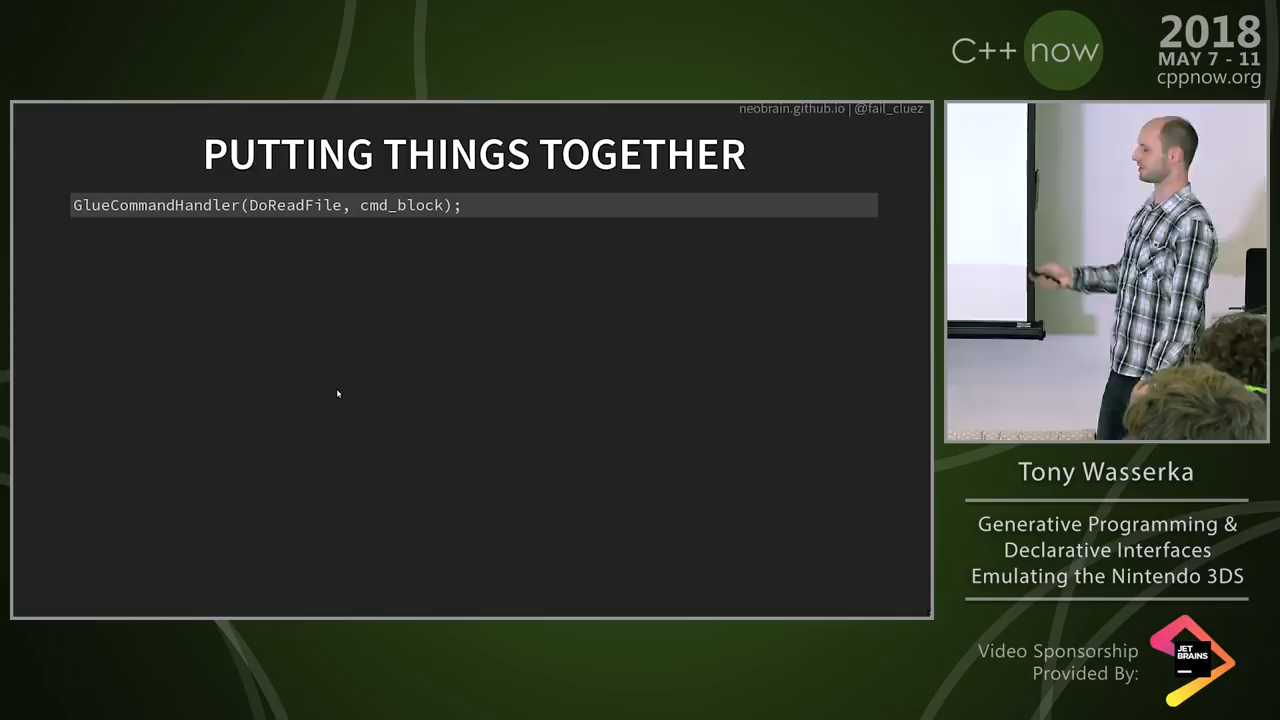 C++ now
2018
MAY 7 - 11
cppnow.org
neobrain.github.io | @fail_cluez
PUTTING THINGS TOGETHER
GlueCommandHandler(DoReadFile, cmd_block);
Tony Wasserka
Generative Programming &
Declarative Interfaces
Emulating the Nintendo 3DS
Video Sponsorship
Provided By:
JET
BRAINS